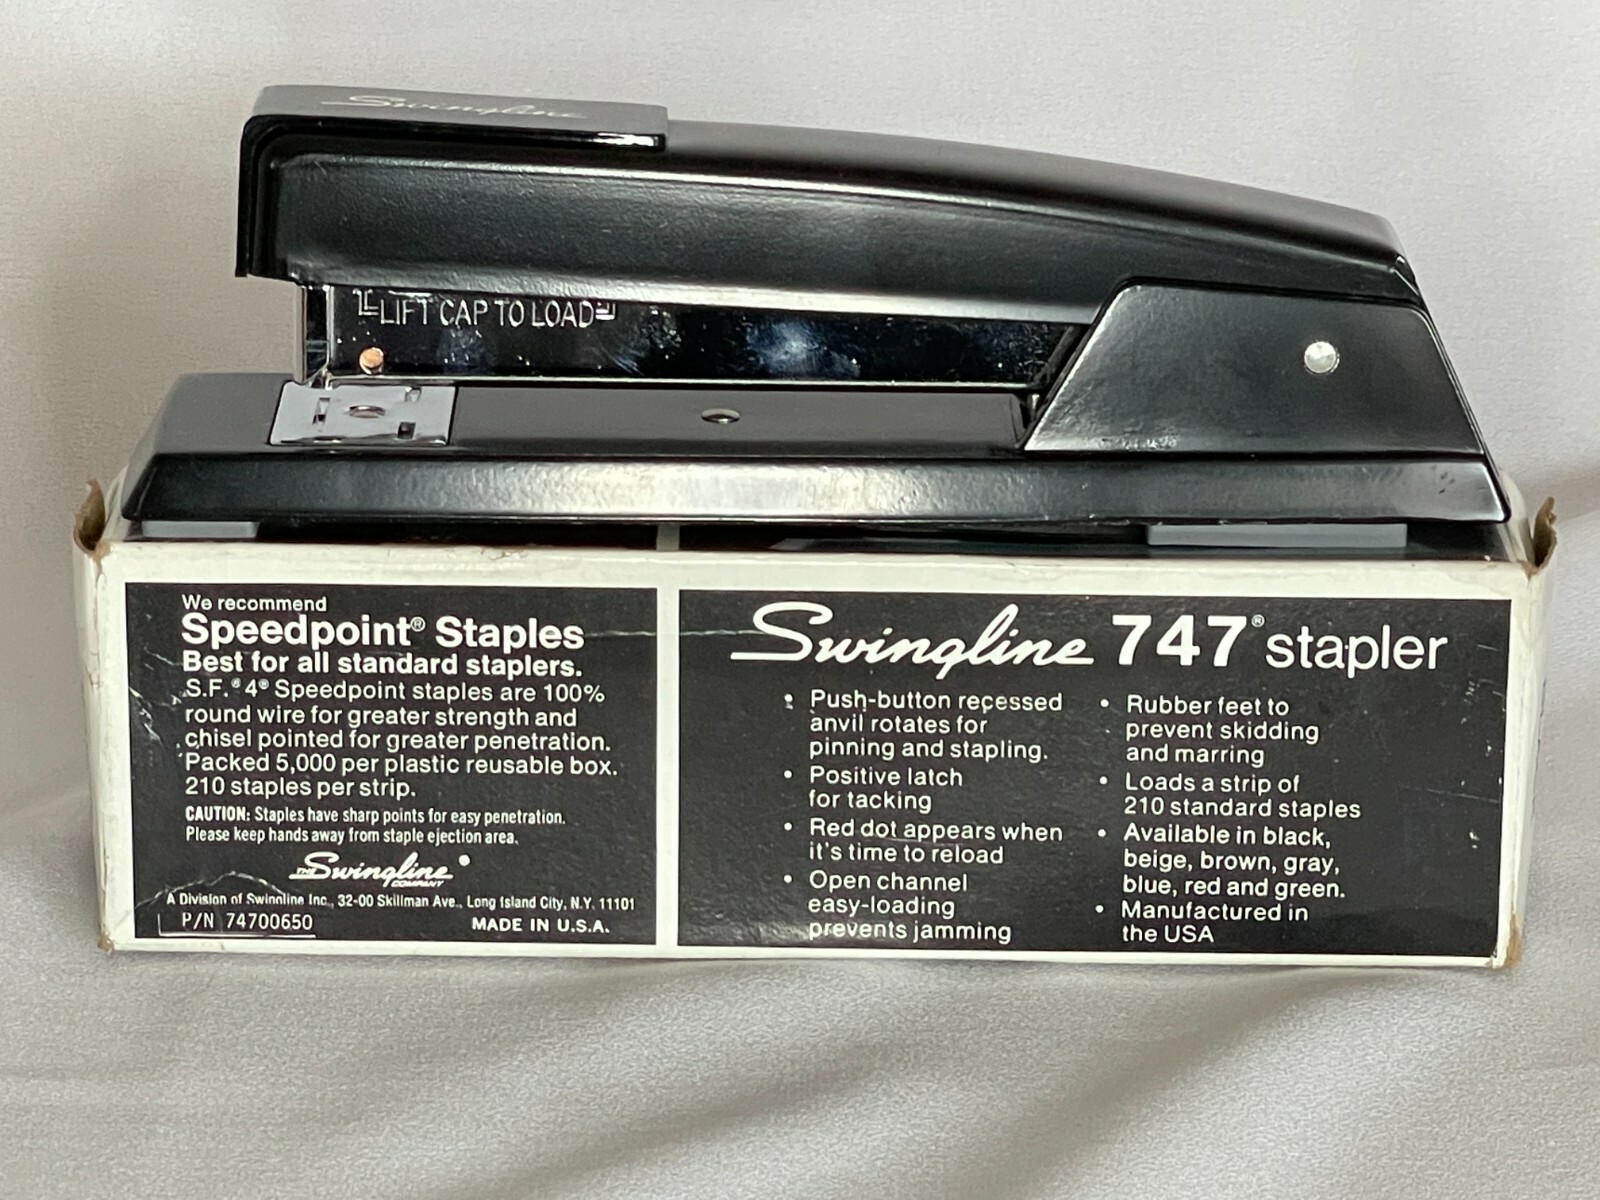 Swingline
LIFT CAP TO LOAD
We recommend
Speedpoint® Staples
Best for all standard staplers.
S.F.® 4® Speedpoint staples are 100%
round wire for greater strength and
chisel pointed for greater penetration.
Packed 5,000 per plastic reusable box.
210 staples per strip.
CAUTION: Staples have sharp points for easy penetration.
Please keep hands away from staple ejection area.
THE Swingline ®
COMPANY
A Division of Swingline Inc., 32-00 Skillman Ave., Long Island City, N.Y. 11101
P/N 74700650 MADE IN U.S.A.
Swingline 747® stapler
• Push-button recessed
anvil rotates for
pinning and stapling.
• Positive latch
for tacking
• Red dot appears when
it's time to reload
• Open channel
easy-loading
prevents jamming
• Rubber feet to
prevent skidding
and marring
• Loads a strip of
210 standard staples
• Available in black,
beige, brown, gray,
blue, red and green.
• Manufactured in
the USA